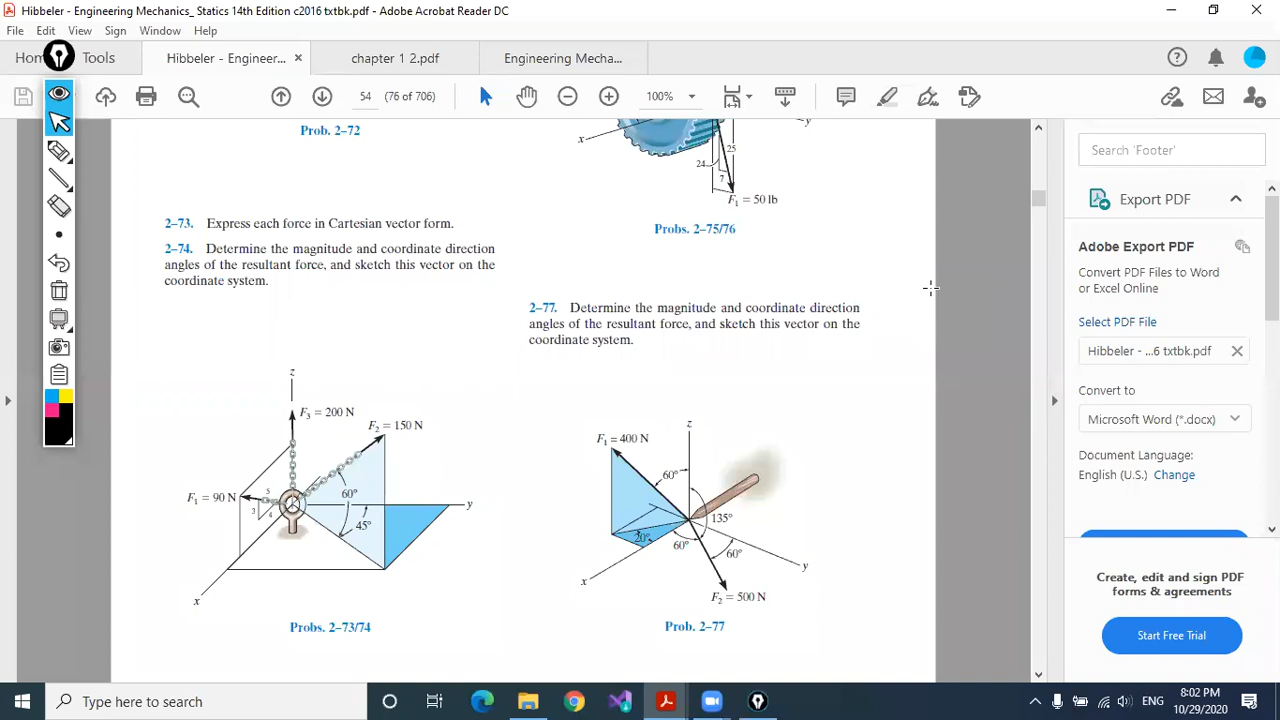 Hibbeler - Engineering Mechanics_ Statics 14th Edition c2016 txtbk.pdf - Adobe Acrobat Reader DC
File Edit View Sign Window Help
Hom Tools Hibbeler - Engineer... × chapter 1 2.pdf Engineering Mecha...
54 (76 of 706) 100%
Prob. 2–72
x
y
25
24
7
F1 = 50 lb
Probs. 2–75/76
2–73. Express each force in Cartesian vector form.
2–74. Determine the magnitude and coordinate direction
angles of the resultant force, and sketch this vector on the
coordinate system.
2–77. Determine the magnitude and coordinate direction
angles of the resultant force, and sketch this vector on the
coordinate system.
z
F3 = 200 N
F2 = 150 N
F1 = 90 N
5
3
4
60°
45°
y
x
Probs. 2–73/74
z
F1 = 400 N
60°
135°
20°
60°
60°
x
y
F2 = 500 N
Prob. 2–77
Search 'Footer'
Export PDF
Adobe Export PDF
Convert PDF Files to Word
or Excel Online
Select PDF File
Hibbeler - ...6 txtbk.pdf ×
Convert to
Microsoft Word (*.docx)
Document Language:
English (U.S.) Change
Create, edit and sign PDF
forms & agreements
Start Free Trial
Type here to search
ENG
8:02 PM
10/29/2020